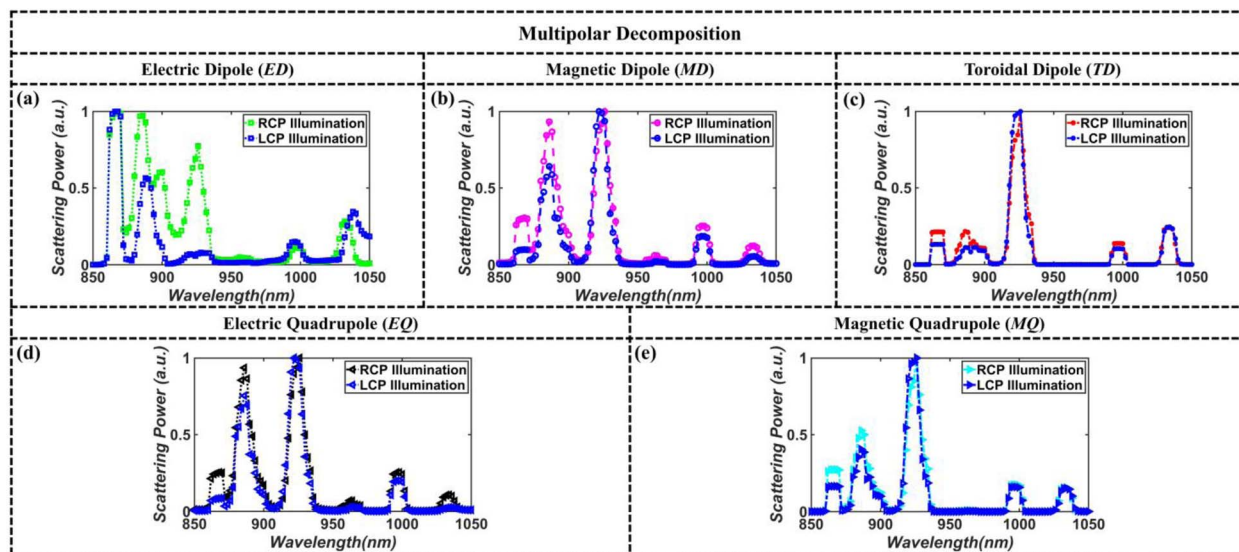 Multipolar Decomposition
Electric Dipole (ED)
Magnetic Dipole (MD)
Toroidal Dipole (TD)
(a)
Scattering Power (a.u.)
1
0.5
0
850
900
950
1000
1050
Wavelength(nm)
RCP Illumination
LCP Illumination
(b)
Scattering Power (a.u.)
1
0.5
0
850
900
950
1000
1050
Wavelength(nm)
RCP Illumination
LCP Illumination
(c)
Scattering Power (a.u.)
1
0.5
0
850
900
950
1000
1050
Wavelength(nm)
RCP Illumination
LCP Illumination
Electric Quadrupole (EQ)
Magnetic Quadrupole (MQ)
(d)
Scattering Power (a.u.)
1
0.5
0
850
900
950
1000
1050
Wavelength(nm)
RCP Illumination
LCP Illumination
(e)
Scattering Power (a.u.)
1
0.5
0
850
900
950
1000
1050
Wavelength(nm)
RCP Illumination
LCP Illumination